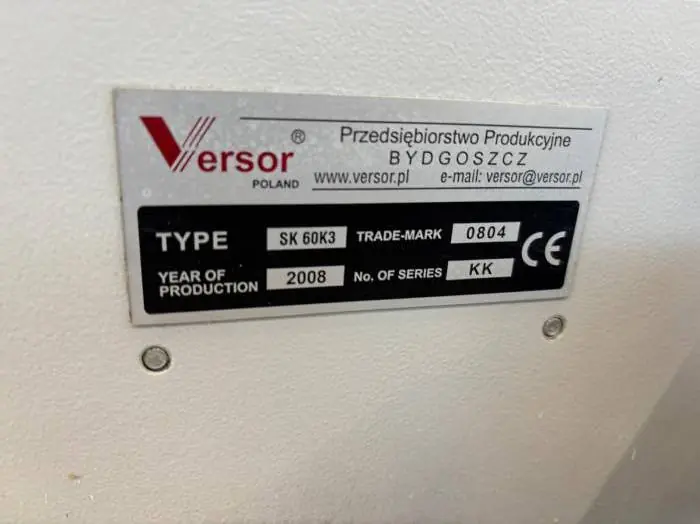 Versor ®
POLAND
Przedsiębiorstwo Produkcyjne
BYDGOSZCZ
www.versor.pl e-mail: versor@versor.pl
TYPE SK 60K3 TRADE-MARK 0804
YEAR OF PRODUCTION 2008 No. OF SERIES KK
CE